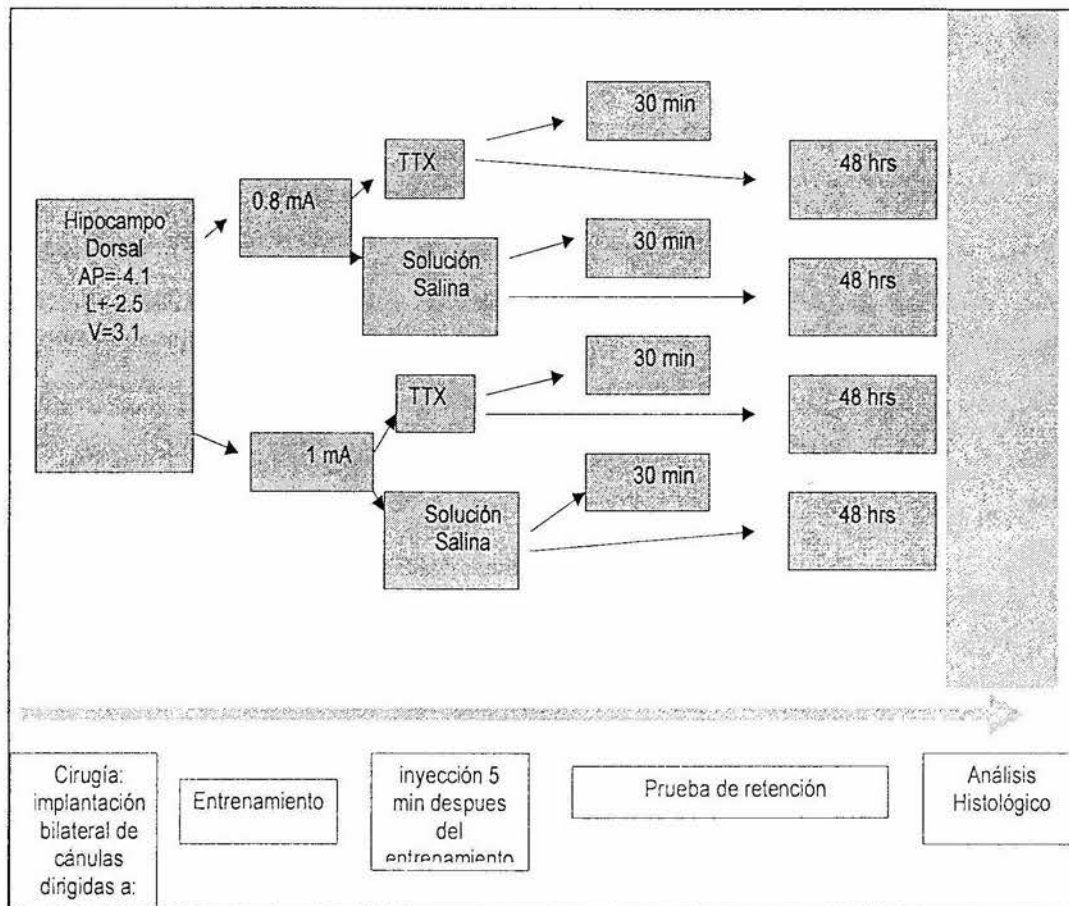 30 min
TTX
48 hrs
0.8 mA
Hipocampo
Dorsal
AP=-4.1
L+-2.5
V=3.1
30 min
Solución
Salina
48 hrs
30 min
TTX
48 hrs
1 mA
30 min
Solución
Salina
48 hrs
Cirugía:
implantación
bilateral de
cánulas
dirigidas a:
Entrenamiento
inyección 5
min despues
del
entrenamiento
Prueba de retención
Análisis
Histológico